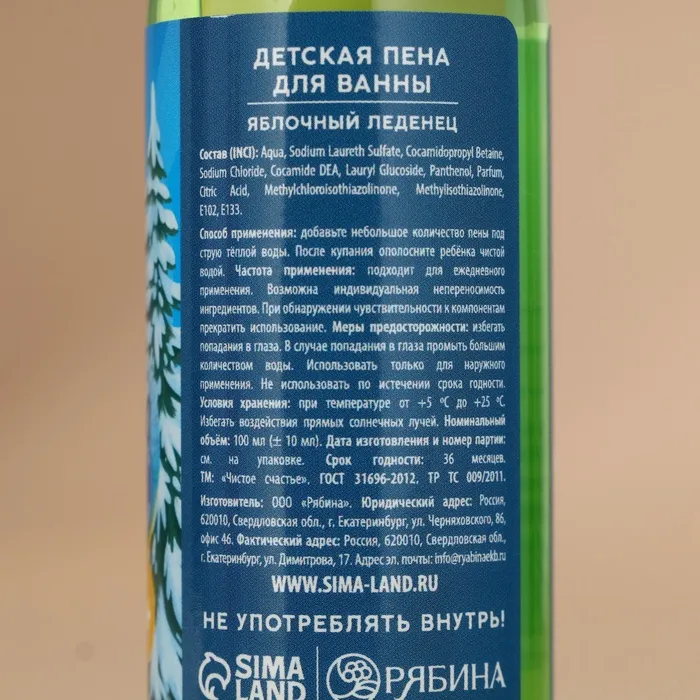 ДЕТСКАЯ ПЕНА
ДЛЯ ВАННЫ
ЯБЛОЧНЫЙ ЛЕДЕНЕЦ
Состав (INCI): Aqua, Sodium Laureth Sulfate, Cocamidopropyl Betaine,
Sodium Chloride, Cocamide DEA, Lauryl Glucoside, Panthenol, Parfum,
Citric Acid, Methylchloroisothiazolinone, Methylisothiazolinone,
E102, E133.
Способ применения: добавьте небольшое количество пены под
струю тёплой воды. После купания ополосните ребёнка чистой
водой. Частота применения: подходит для ежедневного
применения. Возможна индивидуальная непереносимость
ингредиентов. При обнаружении чувствительности к компонентам
прекратить использование. Меры предосторожности: избегать
попадания в глаза. В случае попадания в глаза промыть большим
количеством воды. Использовать только для наружного
применения. Не использовать по истечении срока годности.
Условия хранения: при температуре от +5 °C до +25 °C.
Избегать воздействия прямых солнечных лучей. Номинальный
объём: 100 мл (± 10 мл). Дата изготовления и номер партии:
см. на упаковке. Срок годности: 36 месяцев.
ТМ: «Чистое счастье». ГОСТ 31696-2012, ТР ТС 009/2011.
Изготовитель: ООО «Рябина». Юридический адрес: Россия,
620010, Свердловская обл., г. Екатеринбург, ул. Черняховского, 86,
офис 46. Фактический адрес: Россия, 620010, Свердловская обл.,
г. Екатеринбург, ул. Димитрова, 17. Адрес эл. почты: info@ryabinaekb.ru
WWW.SIMA-LAND.RU
НЕ УПОТРЕБЛЯТЬ ВНУТРЬ!
SIMA LAND РЯБИНА